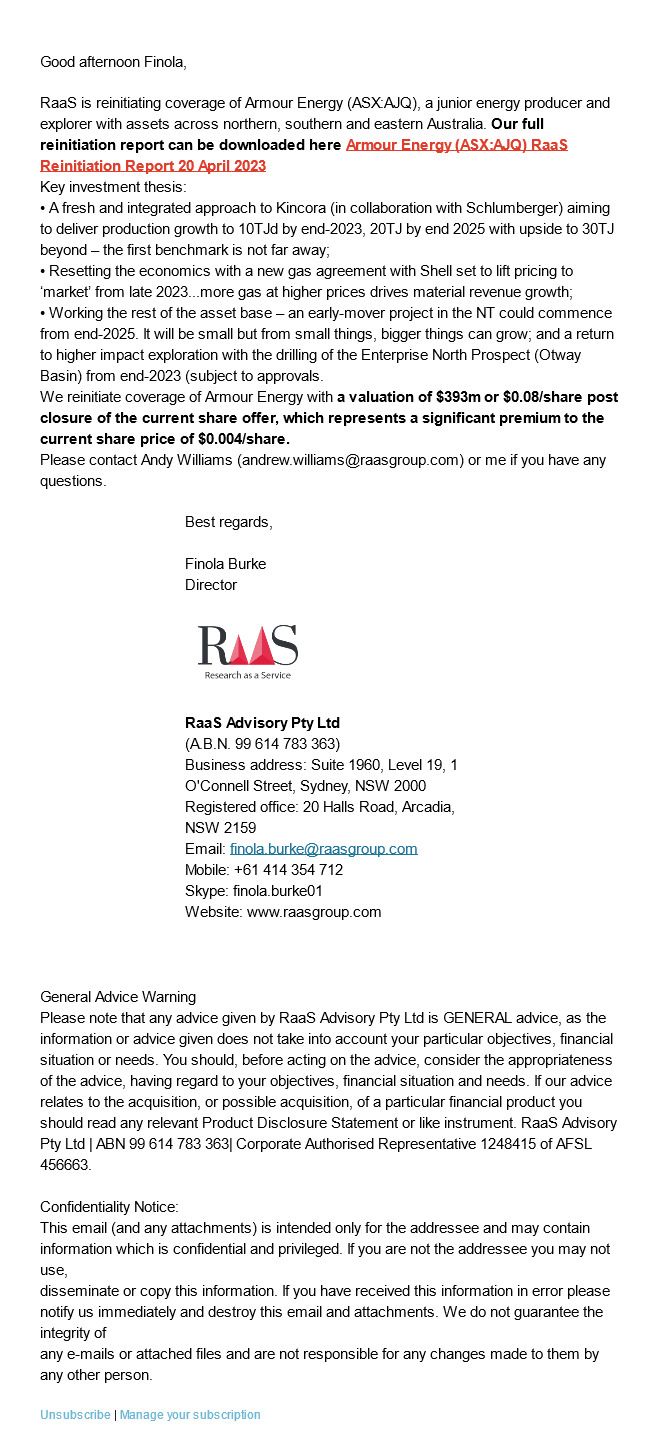 Good afternoon Finola,
RaaS is reinitiating coverage of Armour Energy (ASX:AJQ), a junior energy producer and
explorer with assets across northern, southern and eastern Australia. Our full
reinitiation report can be downloaded here Armour Energy (ASX:AJQ) RaaS
Reinitiation Report 20 April 2023
Key investment thesis:
• A fresh and integrated approach to Kincora (in collaboration with Schlumberger) aiming
to deliver production growth to 10TJd by end-2023, 20TJ by end 2025 with upside to 30TJ
beyond – the first benchmark is not far away;
• Resetting the economics with a new gas agreement with Shell set to lift pricing to
‘market’ from late 2023...more gas at higher prices drives material revenue growth;
• Working the rest of the asset base – an early-mover project in the NT could commence
from end-2025. It will be small but from small things, bigger things can grow; and a return
to higher impact exploration with the drilling of the Enterprise North Prospect (Otway
Basin) from end-2023 (subject to approvals.
We reinitiate coverage of Armour Energy with a valuation of $393m or $0.08/share post
closure of the current share offer, which represents a significant premium to the
current share price of $0.004/share.
Please contact Andy Williams (andrew.williams@raasgroup.com) or me if you have any
questions.
Best regards,
Finola Burke
Director
RaaS
Research as a Service
RaaS Advisory Pty Ltd
(A.B.N. 99 614 783 363)
Business address: Suite 1960, Level 19, 1
O'Connell Street, Sydney, NSW 2000
Registered office: 20 Halls Road, Arcadia,
NSW 2159
Email: finola.burke@raasgroup.com
Mobile: +61 414 354 712
Skype: finola.burke01
Website: www.raasgroup.com
General Advice Warning
Please note that any advice given by RaaS Advisory Pty Ltd is GENERAL advice, as the
information or advice given does not take into account your particular objectives, financial
situation or needs. You should, before acting on the advice, consider the appropriateness
of the advice, having regard to your objectives, financial situation and needs. If our advice
relates to the acquisition, or possible acquisition, of a particular financial product you
should read any relevant Product Disclosure Statement or like instrument. RaaS Advisory
Pty Ltd | ABN 99 614 783 363| Corporate Authorised Representative 1248415 of AFSL
456663.
Confidentiality Notice:
This email (and any attachments) is intended only for the addressee and may contain
information which is confidential and privileged. If you are not the addressee you may not
use,
disseminate or copy this information. If you have received this information in error please
notify us immediately and destroy this email and attachments. We do not guarantee the
integrity of
any e-mails or attached files and are not responsible for any changes made to them by
any other person.
Unsubscribe | Manage your subscription